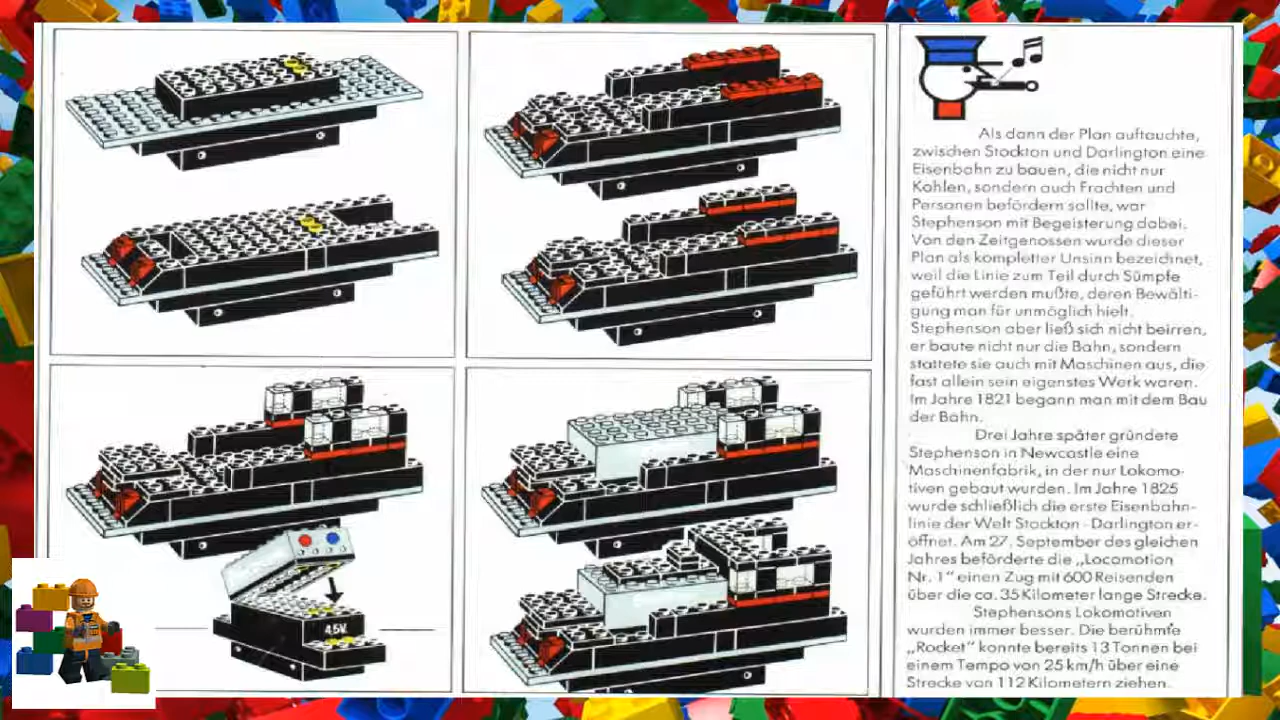 4,5V
Als dann der Plan auftauchte,
zwischen Stockton und Darlington eine
Eisenbahn zu bauen, die nicht nur
Kohlen, sondern auch Frachten und
Personen befördern sollte, war
Stephenson mit Begeisterung dabei.
Von den Zeitgenossen wurde dieser
Plan als kompletter Unsinn bezeichnet,
weil die Linie zum Teil durch Sümpfe
geführt werden mußte, deren Bewälti-
gung man für unmöglich hielt.
Stephenson aber ließ sich nicht beirren,
er baute nicht nur die Bahn, sondern
stattete sie auch mit Maschinen aus, die
fast allein sein eigenstes Werk waren.
Im Jahre 1821 begann man mit dem Bau
der Bahn.
Drei Jahre später gründete
Stephenson in Newcastle eine
Maschinenfabrik, in der nur Lokomo-
tiven gebaut wurden. Im Jahre 1825
wurde schließlich die erste Eisenbahn-
linie der Welt Stockton - Darlington er-
öffnet. Am 27. September des gleichen
Jahres beförderte die „Locomotion
Nr. 1" einen Zug mit 600 Reisenden
über die ca. 35 Kilometer lange Strecke.
Stephensons Lokomotiven
wurden immer besser. Die berühmte
„Rocket" konnte bereits 13 Tonnen bei
einem Tempo von 25 km/h über eine
Strecke von 112 Kilometern ziehen.